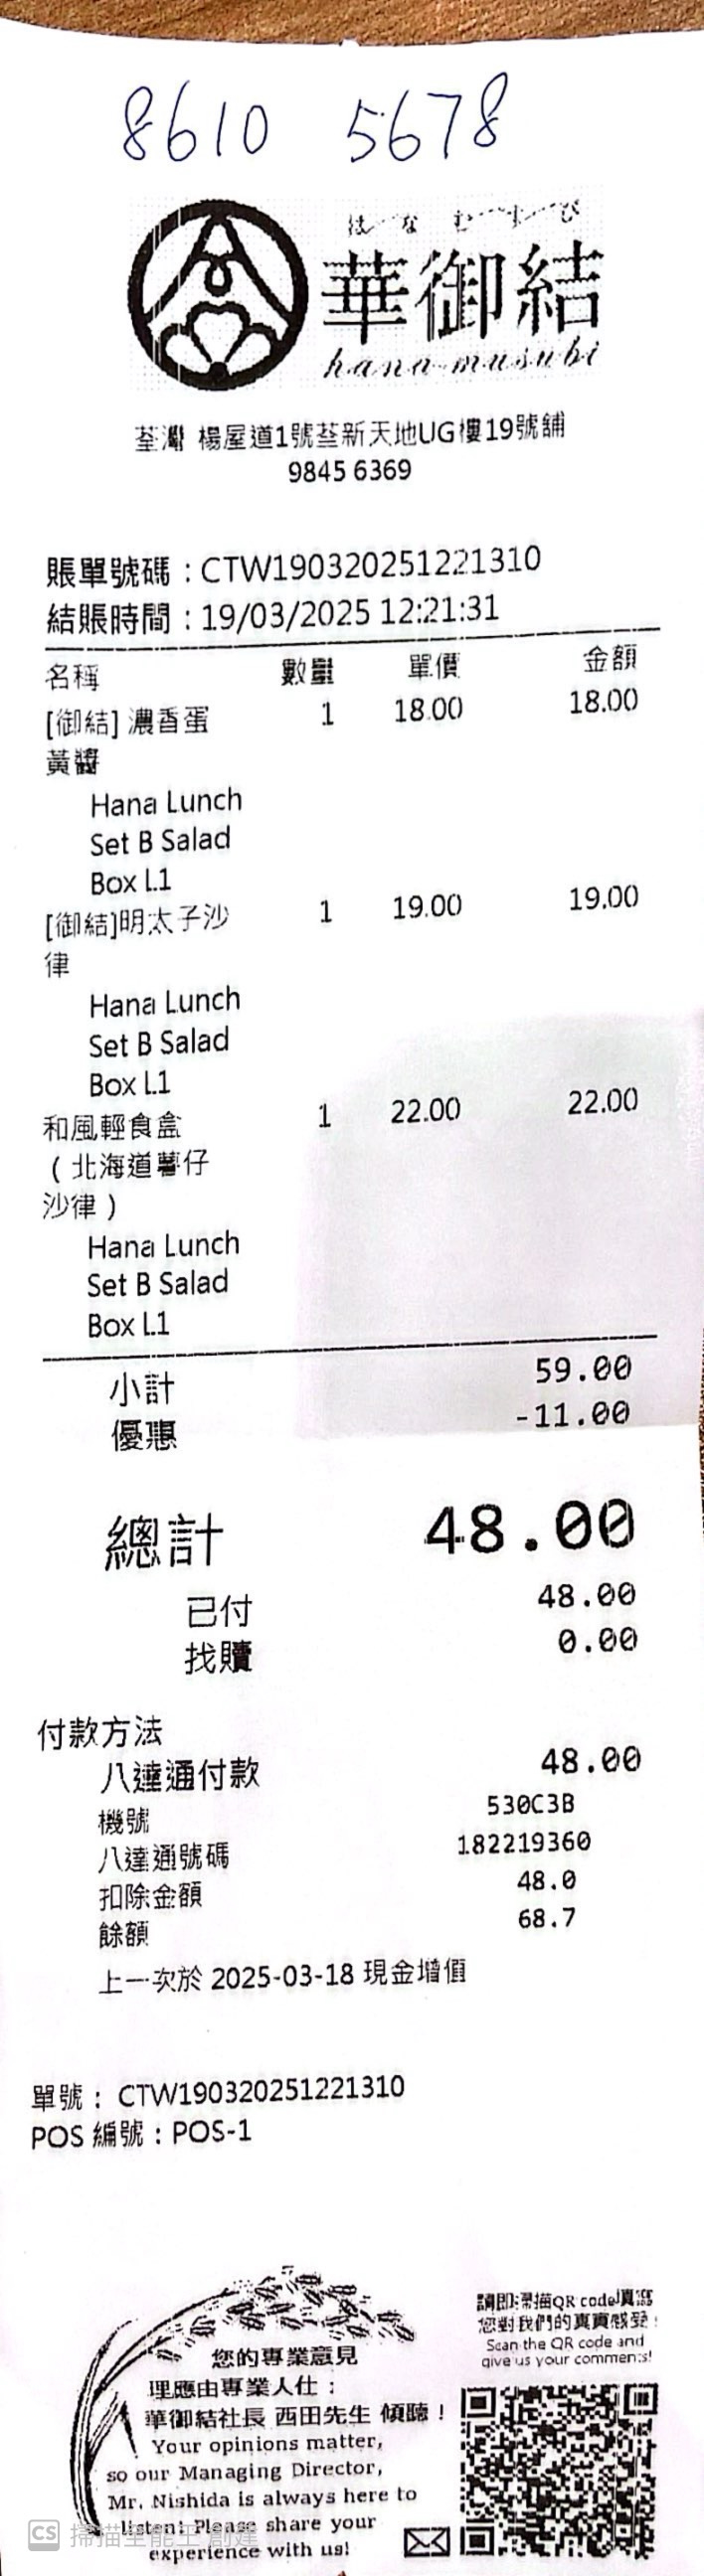 8610 5678
は な む す び
華御結
hana-musubi
荃灣 楊屋道1號荃新天地UG樓19號舖
9845 6369
賬單號碼：CTW190320251221310
結賬時間：19/03/2025 12:21:31
名稱 數量 單價 金額
[御結] 濃香蛋 1 18.00 18.00
黃醬
Hana Lunch
Set B Salad
Box L1
[御結]明太子沙 1 19.00 19.00
律
Hana Lunch
Set B Salad
Box L1
和風輕食盒 1 22.00 22.00
（北海道薯仔
沙律）
Hana Lunch
Set B Salad
Box L1
小計 59.00
優惠 -11.00
總計 48.00
已付 48.00
找贖 0.00
付款方法
八達通付款 48.00
機號 530C3B
八達通號碼 182219360
扣除金額 48.0
餘額 68.7
上一次於 2025-03-18 現金增值
單號： CTW190320251221310
POS 編號：POS-1
您的專業意見
理應由專業人仕：
華御結社長 西田先生 傾聽！
Your opinions matter,
so our Managing Director,
Mr. Nishida is always here to
listen! Please share your
experience with us!
請即掃描QR code填寫
您對我們的真實感受！
Scan the QR code and
give us your comments!
CS 掃描全能王 創建